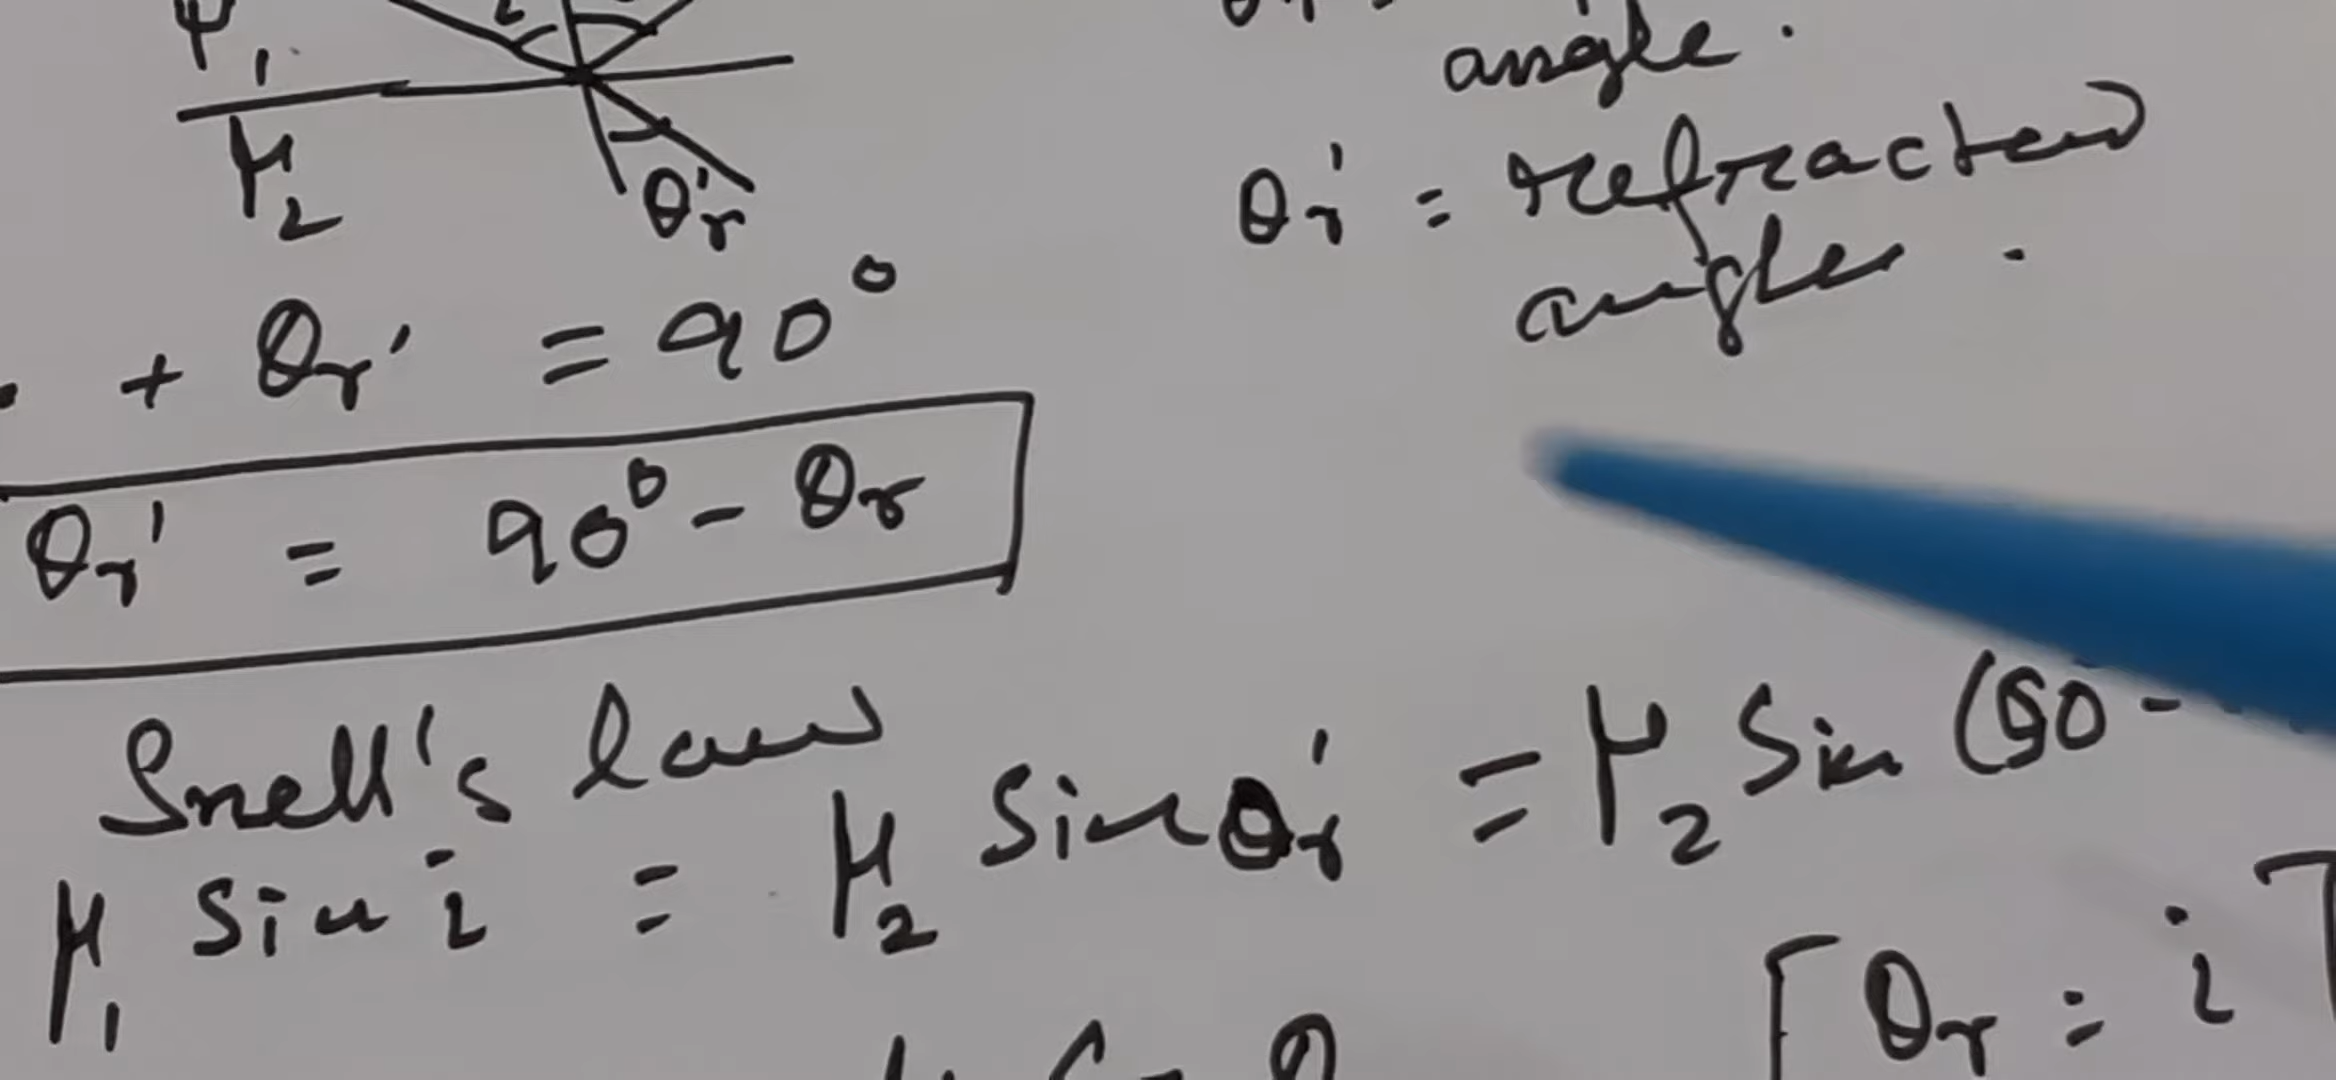 μ₁
μ₂
θr'
angle.
θr' = refracted
angle.
+ θr' = 90°
θr' = 90° - θr
Snell's law
μ₁ sin i = μ₂ sin θr' = μ₂ sin (90 -
[θr = i